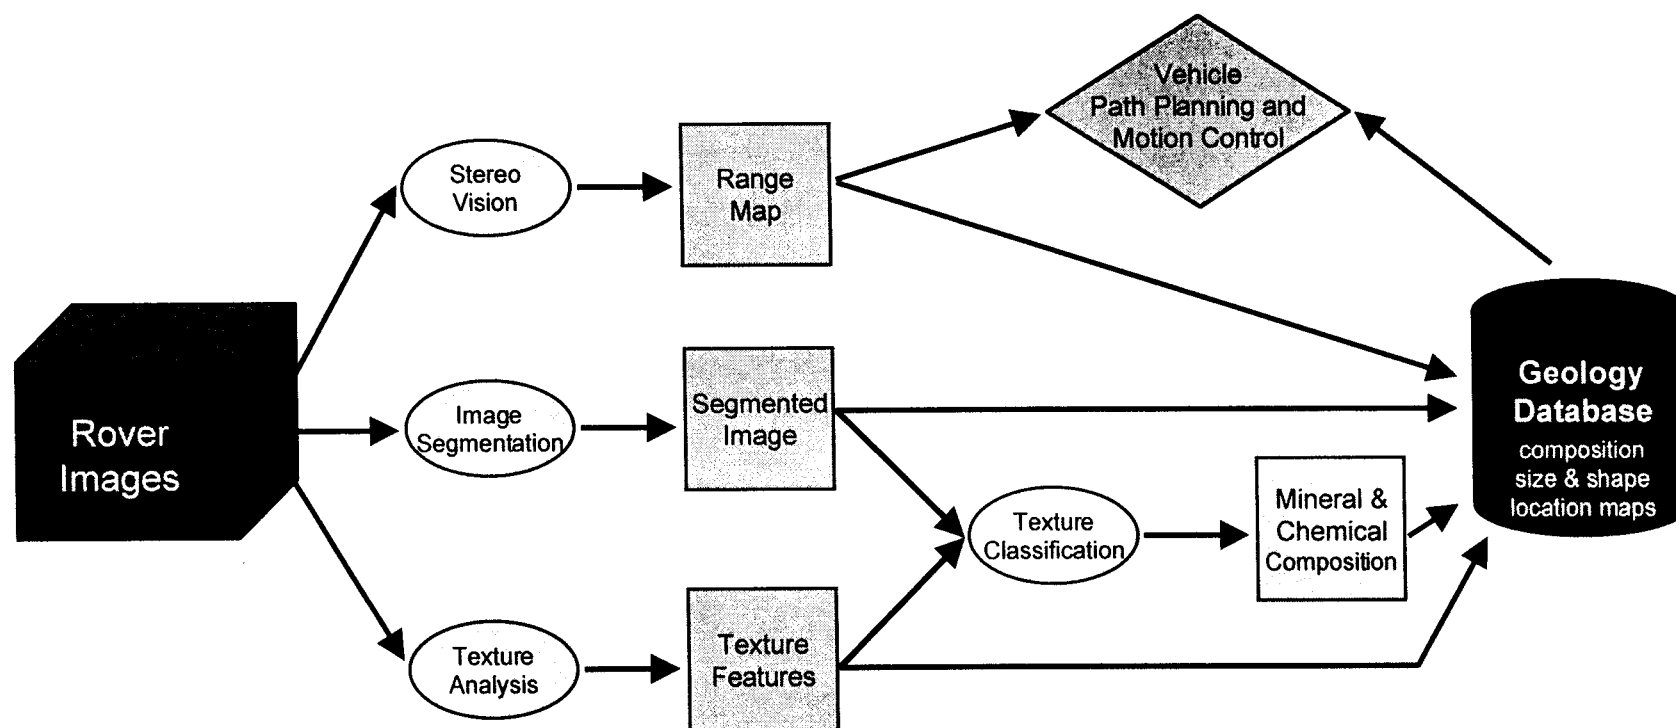 Vehicle
Path Planning and
Motion Control
Stereo
Vision
Range
Map
Rover
Images
Image
Segmentation
Segmented
Image
Geology
Database
composition
size & shape
location maps
Texture
Classification
Mineral &
Chemical
Composition
Texture
Analysis
Texture
Features